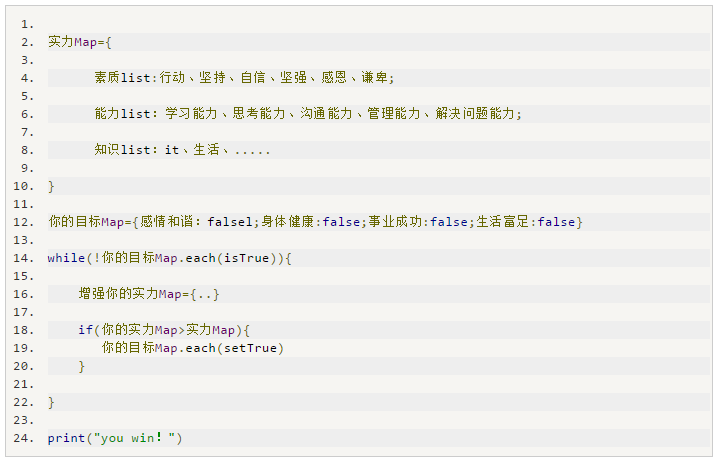 1.
2. 实力Map={
3.
4. 素质list:行动、坚持、自信、坚强、感恩、谦卑;
5.
6. 能力list: 学习能力、思考能力、沟通能力、管理能力、解决问题能力;
7.
8. 知识list: it、生活、.....
9.
10. }
11.
12. 你的目标Map={感情和谐: falsel;身体健康:false;事业成功:false;生活富足:false}
13.
14. while(!你的目标Map.each(isTrue)){
15.
16. 增强你的实力Map={..}
17.
18. if(你的实力Map>实力Map){
19. 你的目标Map.each(setTrue)
20. }
21.
22. }
23.
24. print("you win! ")